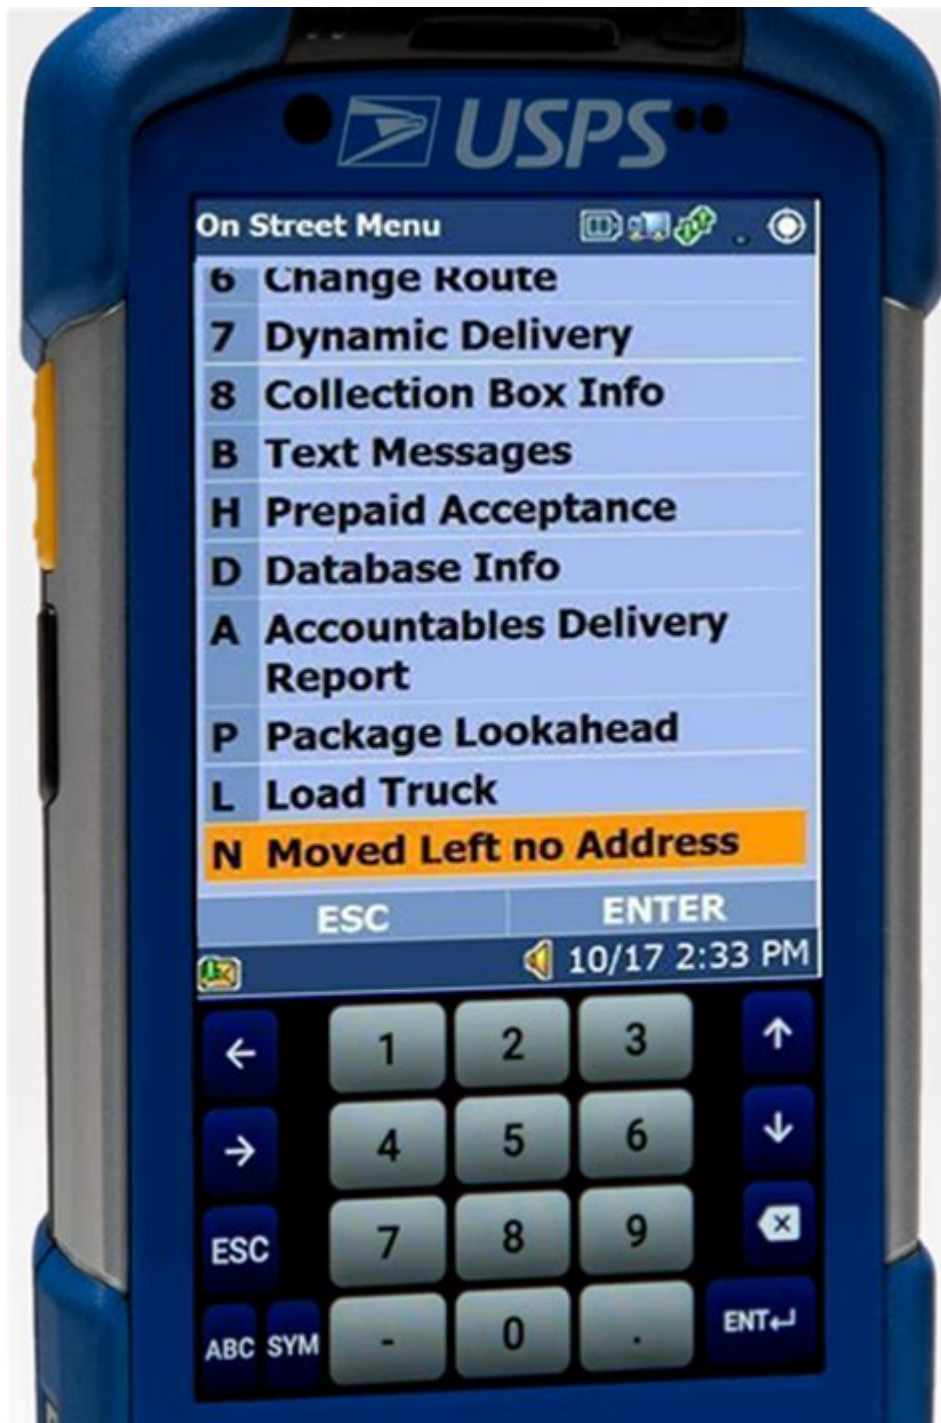 USPS
On Street Menu
6 Change Route
7 Dynamic Delivery
8 Collection Box Info
B Text Messages
H Prepaid Acceptance
D Database Info
A Accountables Delivery
Report
P Package Lookahead
L Load Truck
N Moved Left no Address
ESC ENTER
10/17 2:33 PM
← 1 2 3 ↑
→ 4 5 6 ↓
ESC 7 8 9
ABC SYM - 0 . ENT